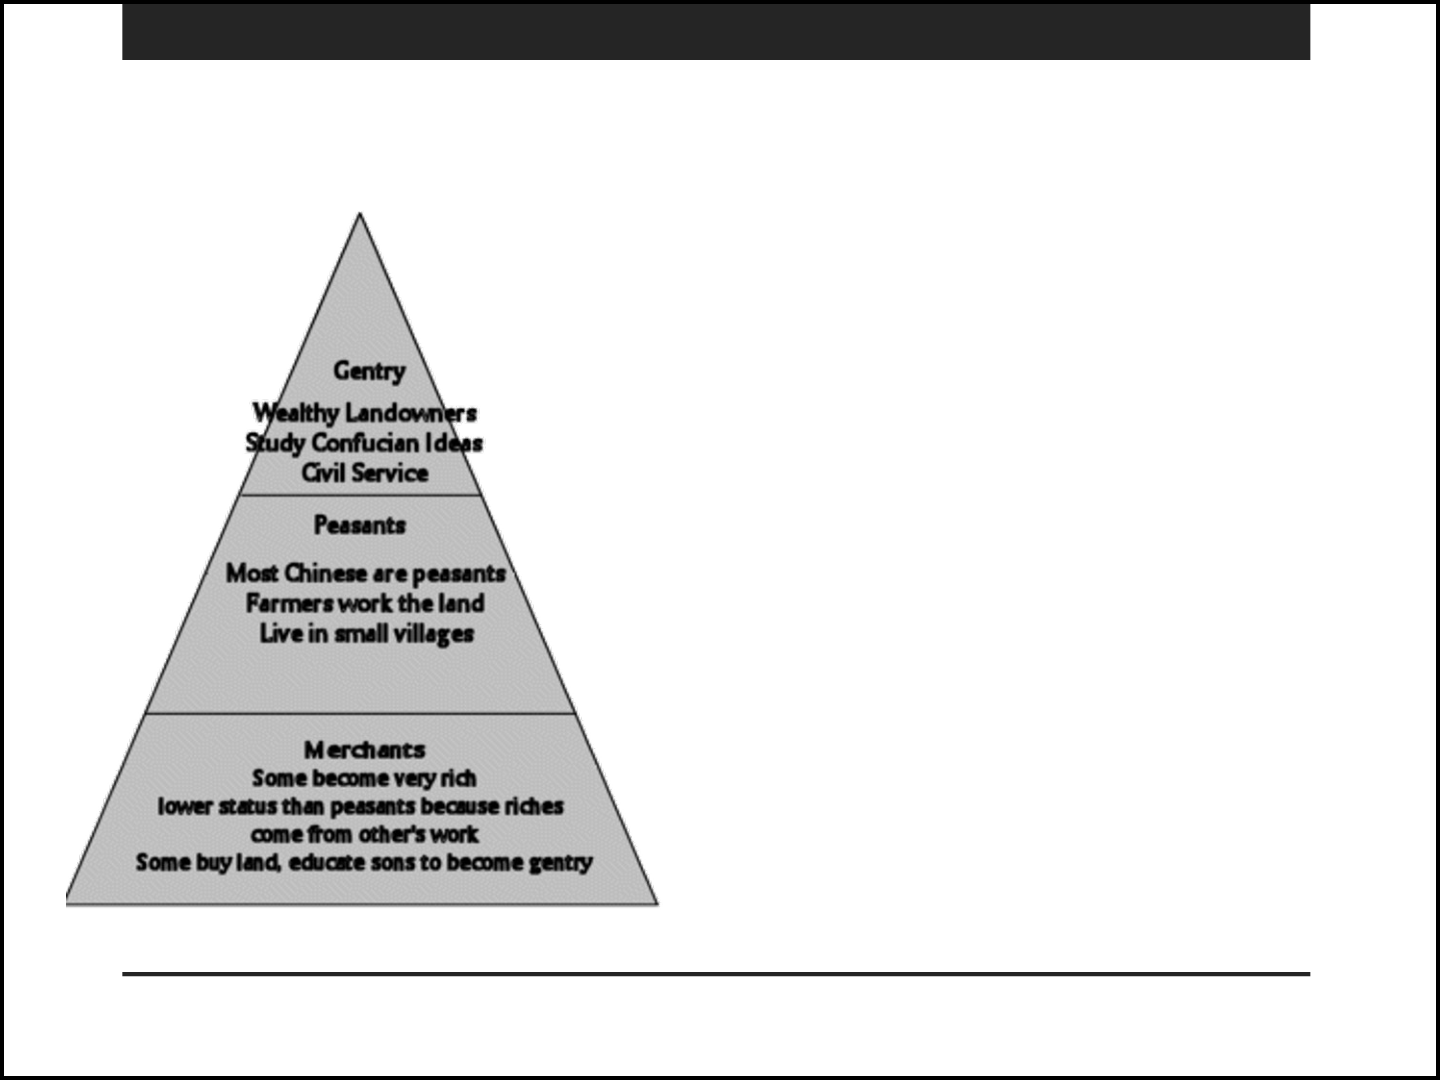 Gentry
Wealthy Landowners
Study Confucian Ideas
Civil Service
Peasants
Most Chinese are peasants
Farmers work the land
Live in small villages
Merchants
Some become very rich
lower status than peasants because riches
come from other's work
Some buy land, educate sons to become gentry